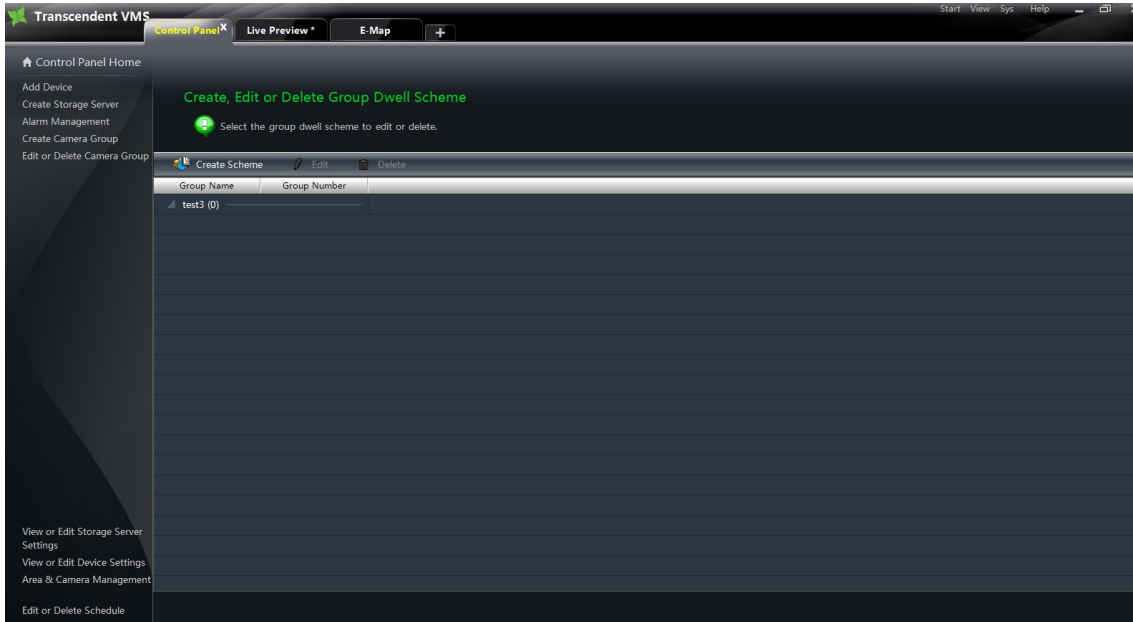 Transcendent VMS
Start View Sys Help
Control Panel X
Live Preview *
E-Map
+
Control Panel Home
Add Device
Create Storage Server
Alarm Management
Create Camera Group
Edit or Delete Camera Group
Create, Edit or Delete Group Dwell Scheme
Select the group dwell scheme to edit or delete.
Create Scheme Edit Delete
Group Name Group Number
test3 (0)
View or Edit Storage Server
Settings
View or Edit Device Settings
Area & Camera Management
Edit or Delete Schedule